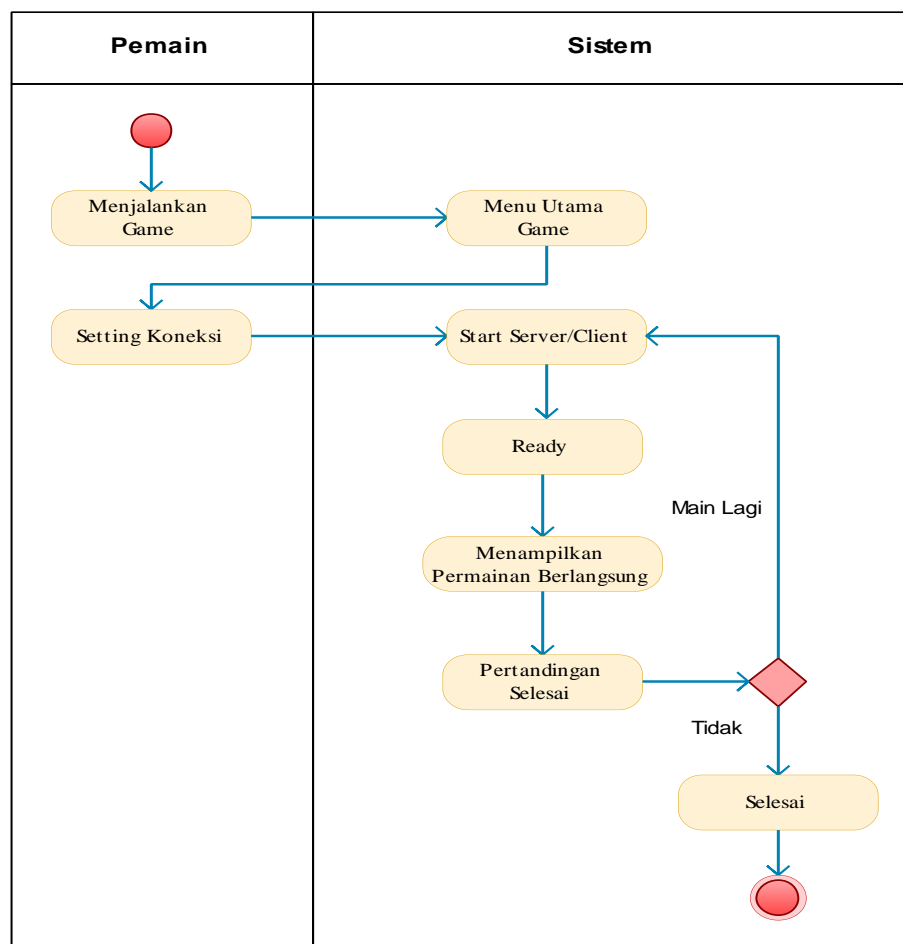 Pemain
Sistem
Menjalankan
Game
Menu Utama
Game
Setting Koneksi
Start Server/Client
Ready
Main Lagi
Menampilkan
Permainan Berlangsung
Pertandingan
Selesai
Tidak
Selesai